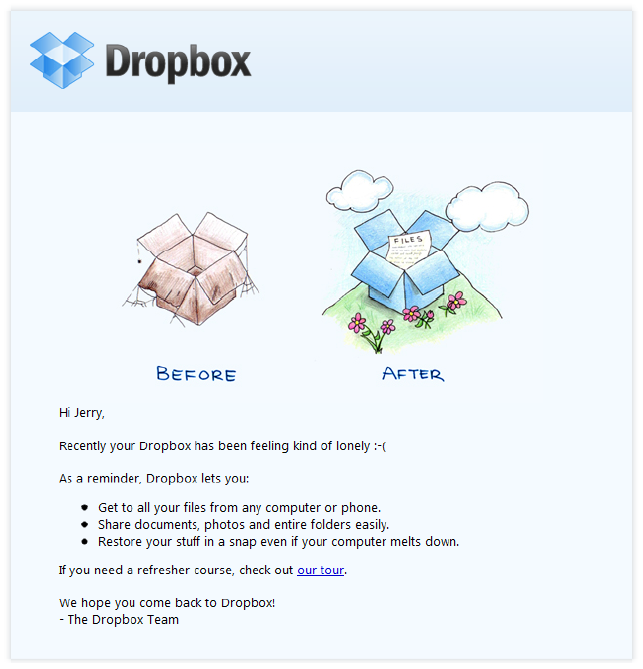 Dropbox
FILES
BEFORE
AFTER
Hi Jerry,
Recently your Dropbox has been feeling kind of lonely :-(
As a reminder, Dropbox lets you:
Get to all your files from any computer or phone.
Share documents, photos and entire folders easily.
Restore your stuff in a snap even if your computer melts down.
If you need a refresher course, check out our tour.
We hope you come back to Dropbox!
- The Dropbox Team